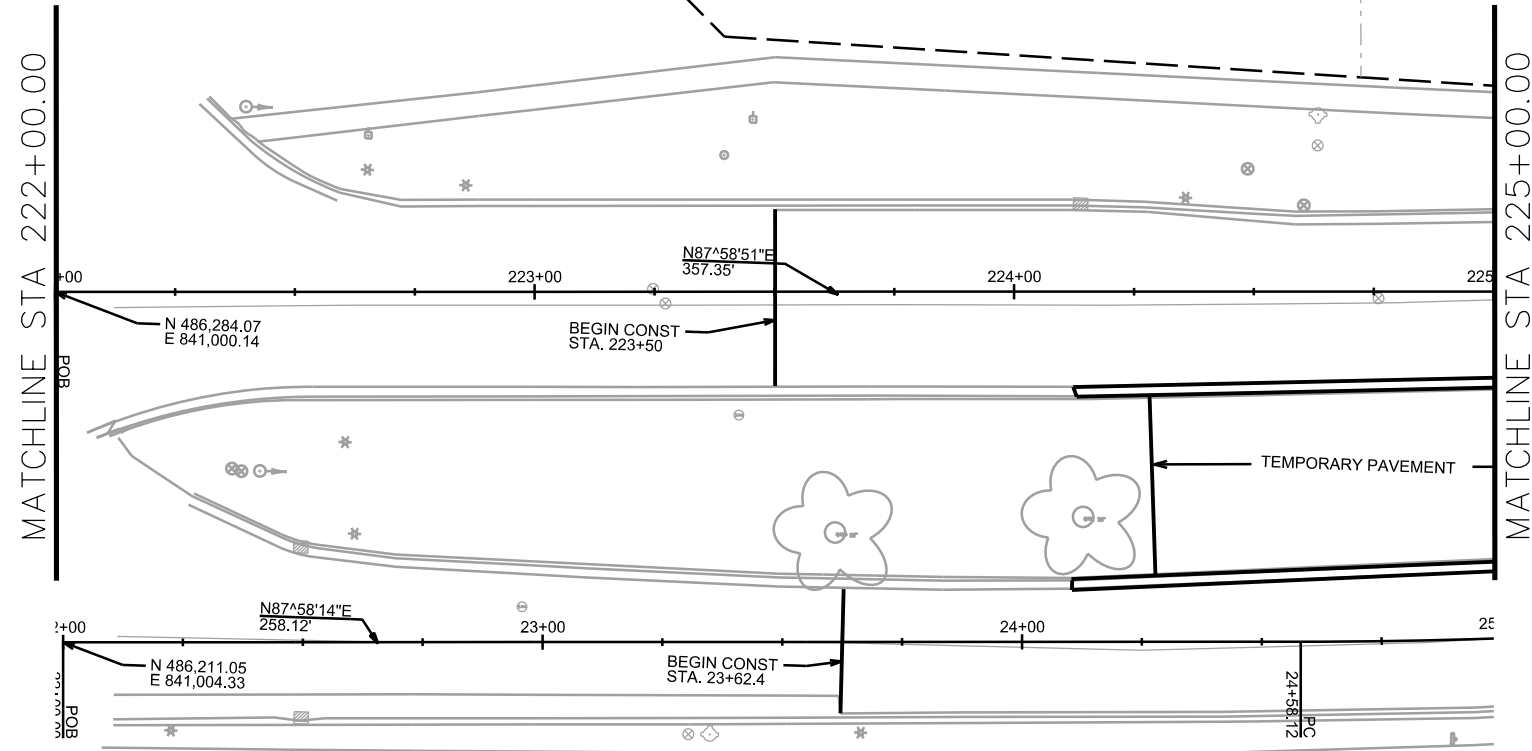 MATCHLINE STA 222+00.00
MATCHLINE STA 225+00.00
+00
223+00
N87^58'51"E
357.35'
224+00
225
N 486,284.07
E 841,000.14
POB
BEGIN CONST
STA. 223+50
TEMPORARY PAVEMENT
2+00
N87^58'14"E
258.12'
23+00
24+00
25
N 486,211.05
E 841,004.33
POB
BEGIN CONST
STA. 23+62.4
24+58.12
PC